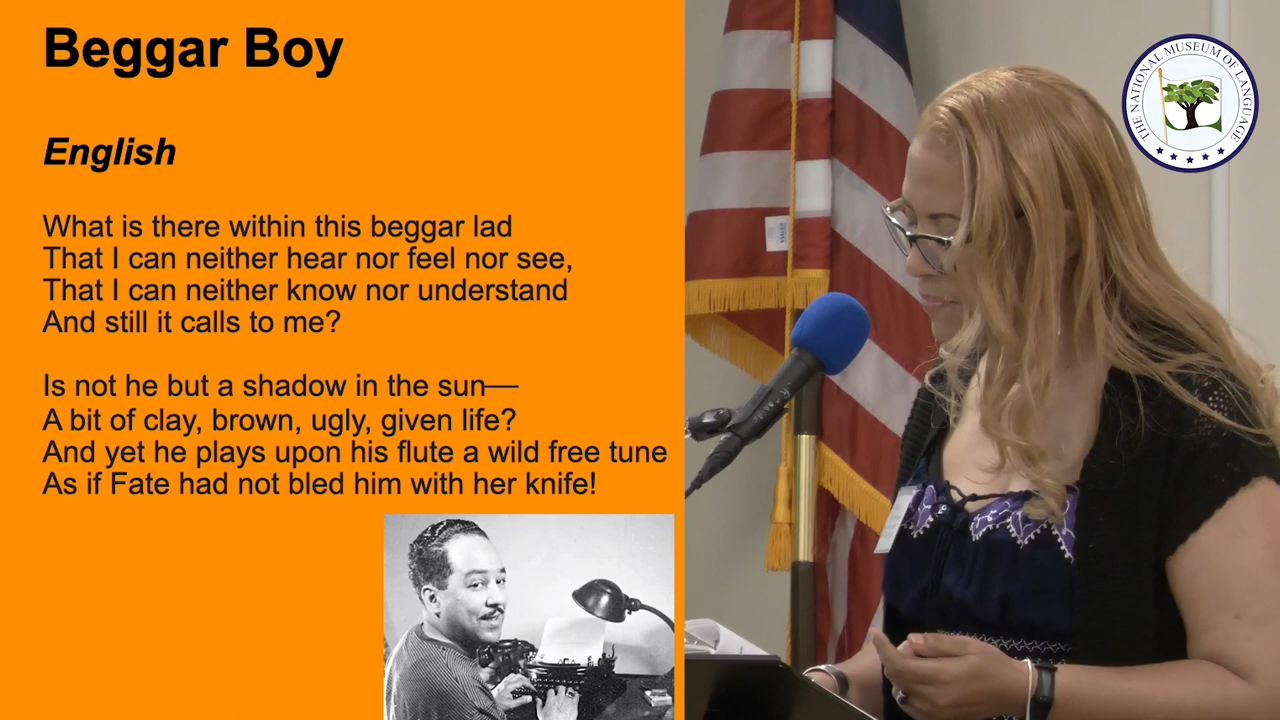 Beggar Boy
English
What is there within this beggar lad
That I can neither hear nor feel nor see,
That I can neither know nor understand
And still it calls to me?
Is not he but a shadow in the sun—
A bit of clay, brown, ugly, given life?
And yet he plays upon his flute a wild free tune
As if Fate had not bled him with her knife!
THE NATIONAL MUSEUM OF LANGUAGE